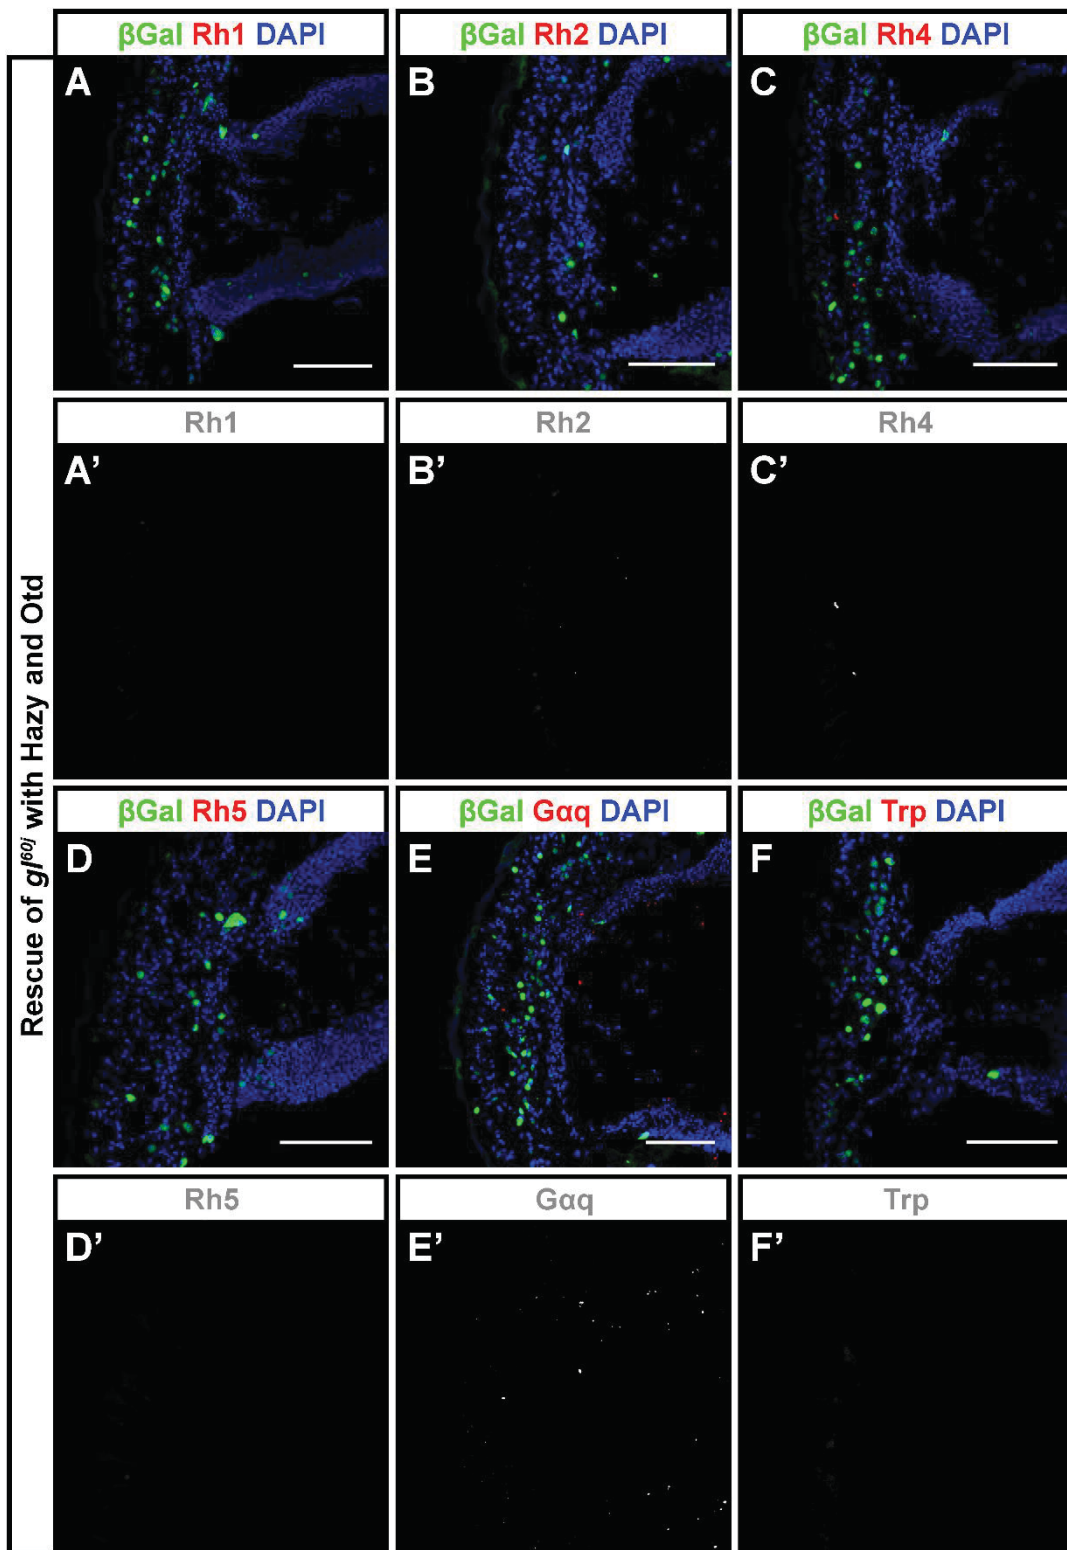 βGal Rh1 DAPI
βGal Rh2 DAPI
βGal Rh4 DAPI
A
B
C
Rh1
Rh2
Rh4
A’
B’
C’
Rescue of gl⁶⁰ʲ with Hazy and Otd
βGal Rh5 DAPI
βGal Gαq DAPI
βGal Trp DAPI
D
E
F
Rh5
Gαq
Trp
D’
E’
F’